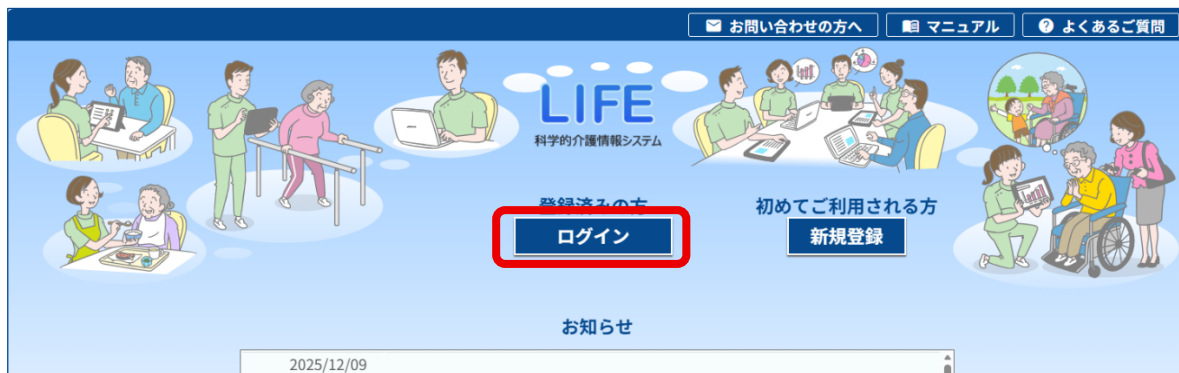 お問い合わせの方へ マニュアル よくあるご質問
LIFE
科学的介護情報システム
登録済みの方 初めてご利用される方
ログイン 新規登録
お知らせ
2025/12/09